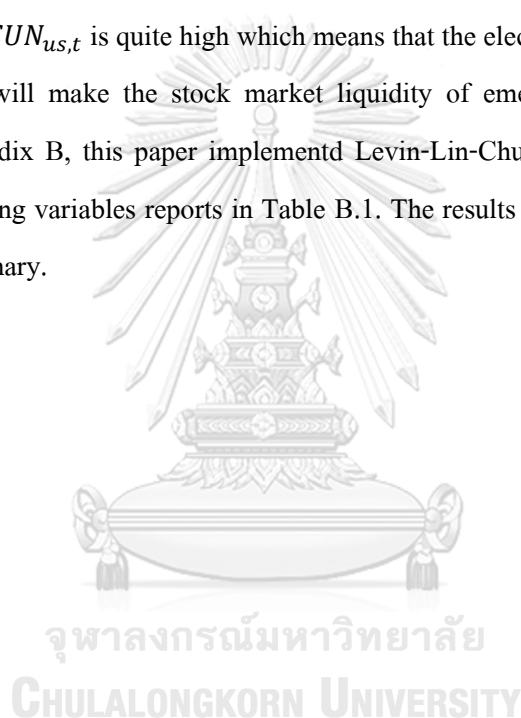 FUN_{us,t} is quite high which means that the elec
will make the stock market liquidity of eme
dix B, this paper implementd Levin-Lin-Chu
ng variables reports in Table B.1. The results
nary.
จุฬาลงกรณ์มหาวิทยาลัย
CHULALONGKORN UNIVERSITY